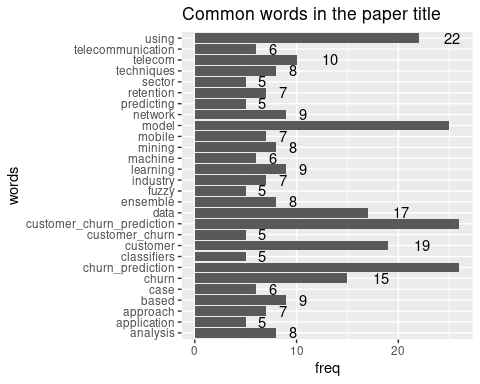 Common words in the paper title
using 22
telecommunication 6
telecom 10
techniques 8
sector 5
retention 7
predicting 5
network 9
model
mobile 7
mining 8
machine 6
learning 9
industry 7
fuzzy 5
ensemble 8
data 17
customer_churn_prediction
customer_churn 5
customer 19
classifiers 5
churn_prediction
churn 15
case 6
based 9
approach 7
application 5
analysis 8
words
0 10 20
freq